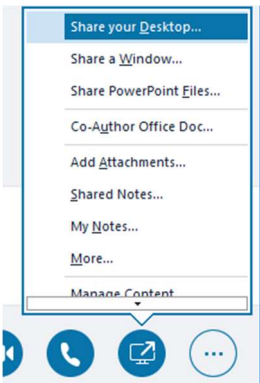 Share your Desktop...
Share a Window...
Share PowerPoint Files...
Co-Author Office Doc...
Add Attachments...
Shared Notes...
My Notes...
More...
Manage Content